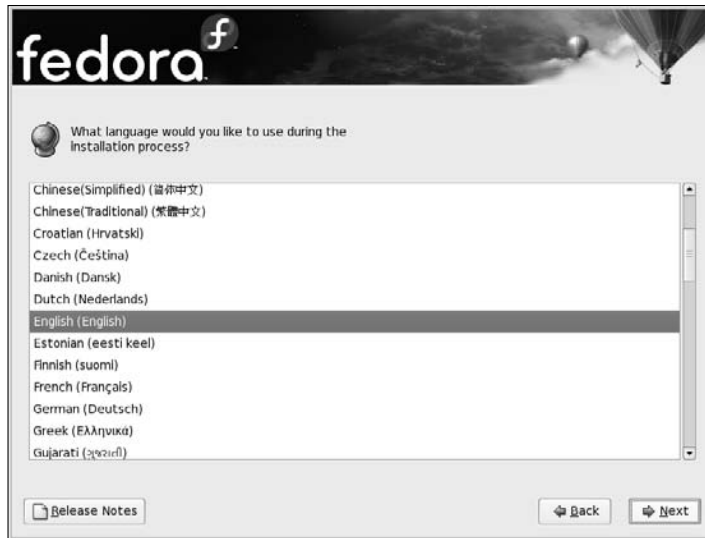 fedora
What language would you like to use during the
installation process?
Chinese(Simplified) (简体中文)
Chinese(Traditional) (繁體中文)
Croatian (Hrvatski)
Czech (Čeština)
Danish (Dansk)
Dutch (Nederlands)
English (English)
Estonian (eesti keel)
Finnish (suomi)
French (Français)
German (Deutsch)
Greek (Ελληνικά)
Gujarati (ગુજરાતી)
Release Notes
Back
Next